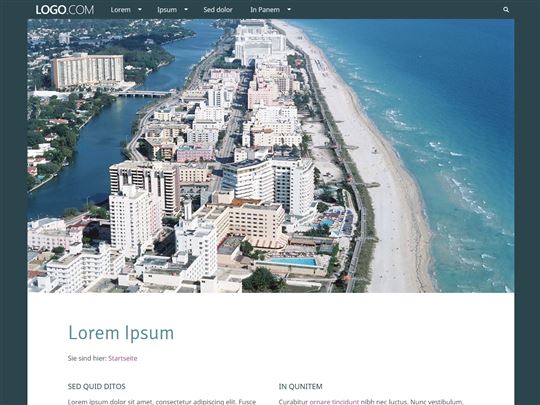 LOGO.COM Lorem Ipsum Sed dolor In Panem
Lorem Ipsum
Sie sind hier: Startseite
SED QUID DITOS
Lorem ipsum dolor sit amet, consectetur adipiscing elit. Fusce
IN QUNITEM
Curabitur ornare tincidunt nibh nec luctus. Nunc vestibulum,